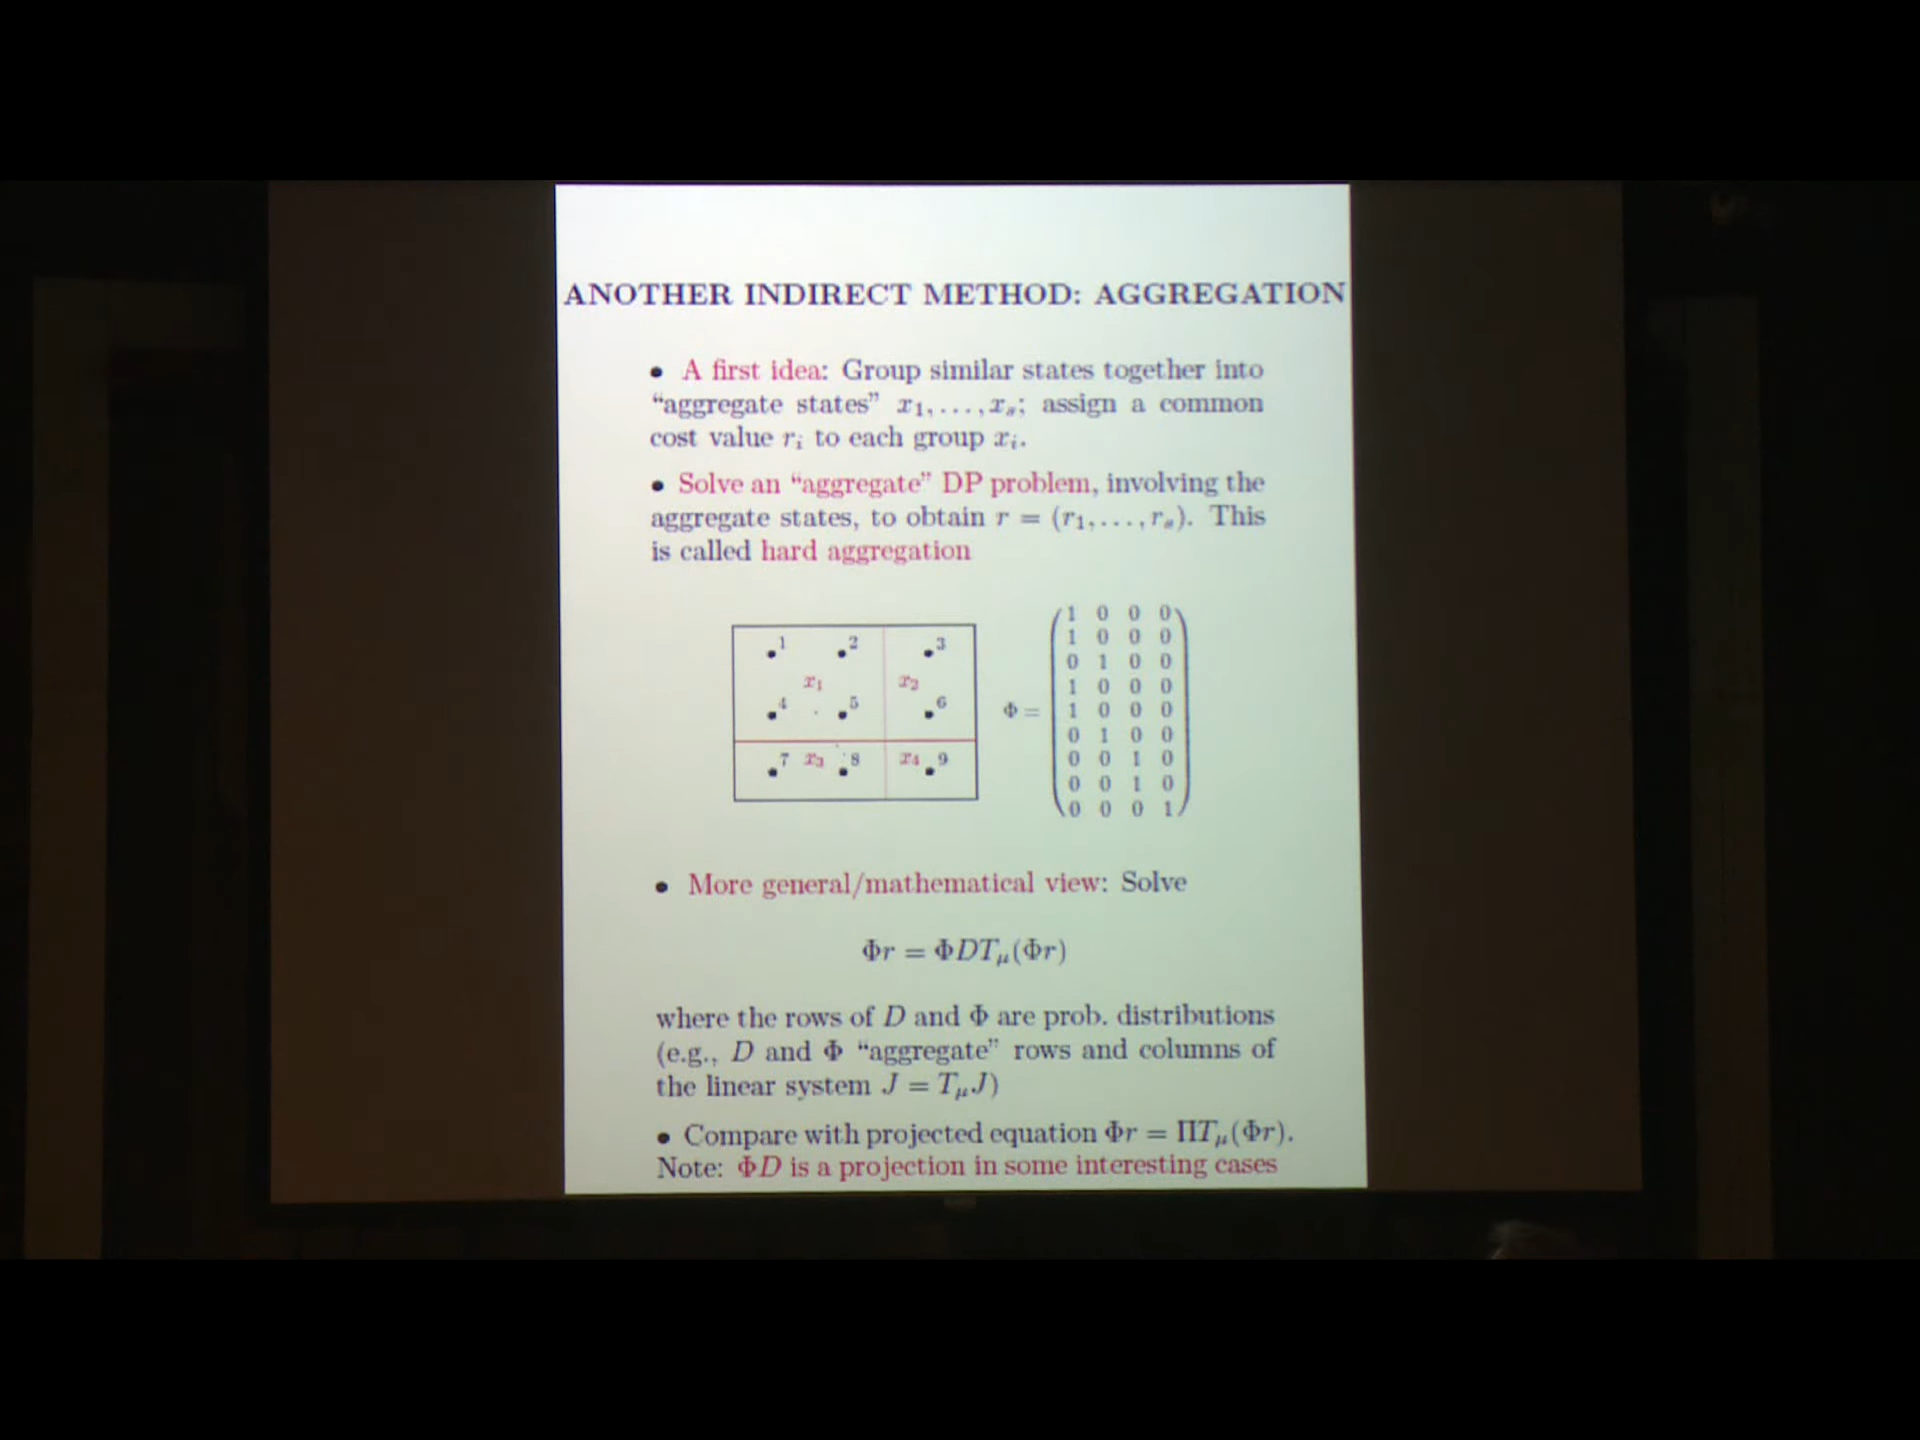 ANOTHER INDIRECT METHOD: AGGREGATION
• A first idea: Group similar states together into
“aggregate states” x₁, . . . , xₛ; assign a common
cost value rᵢ to each group xᵢ.
• Solve an “aggregate” DP problem, involving the
aggregate states, to obtain r = (r₁, . . . , rₛ). This
is called hard aggregation
1 2 3
x₁ x₂
4 5 6
7 x₃ 8 x₄ 9
Φ =
1 0 0 0
1 0 0 0
0 1 0 0
1 0 0 0
1 0 0 0
0 1 0 0
0 0 1 0
0 0 1 0
0 0 0 1
• More general/mathematical view: Solve
Φr = ΦDTμ(Φr)
where the rows of D and Φ are prob. distributions
(e.g., D and Φ “aggregate” rows and columns of
the linear system J = TμJ)
• Compare with projected equation Φr = ΠTμ(Φr).
Note: ΦD is a projection in some interesting cases